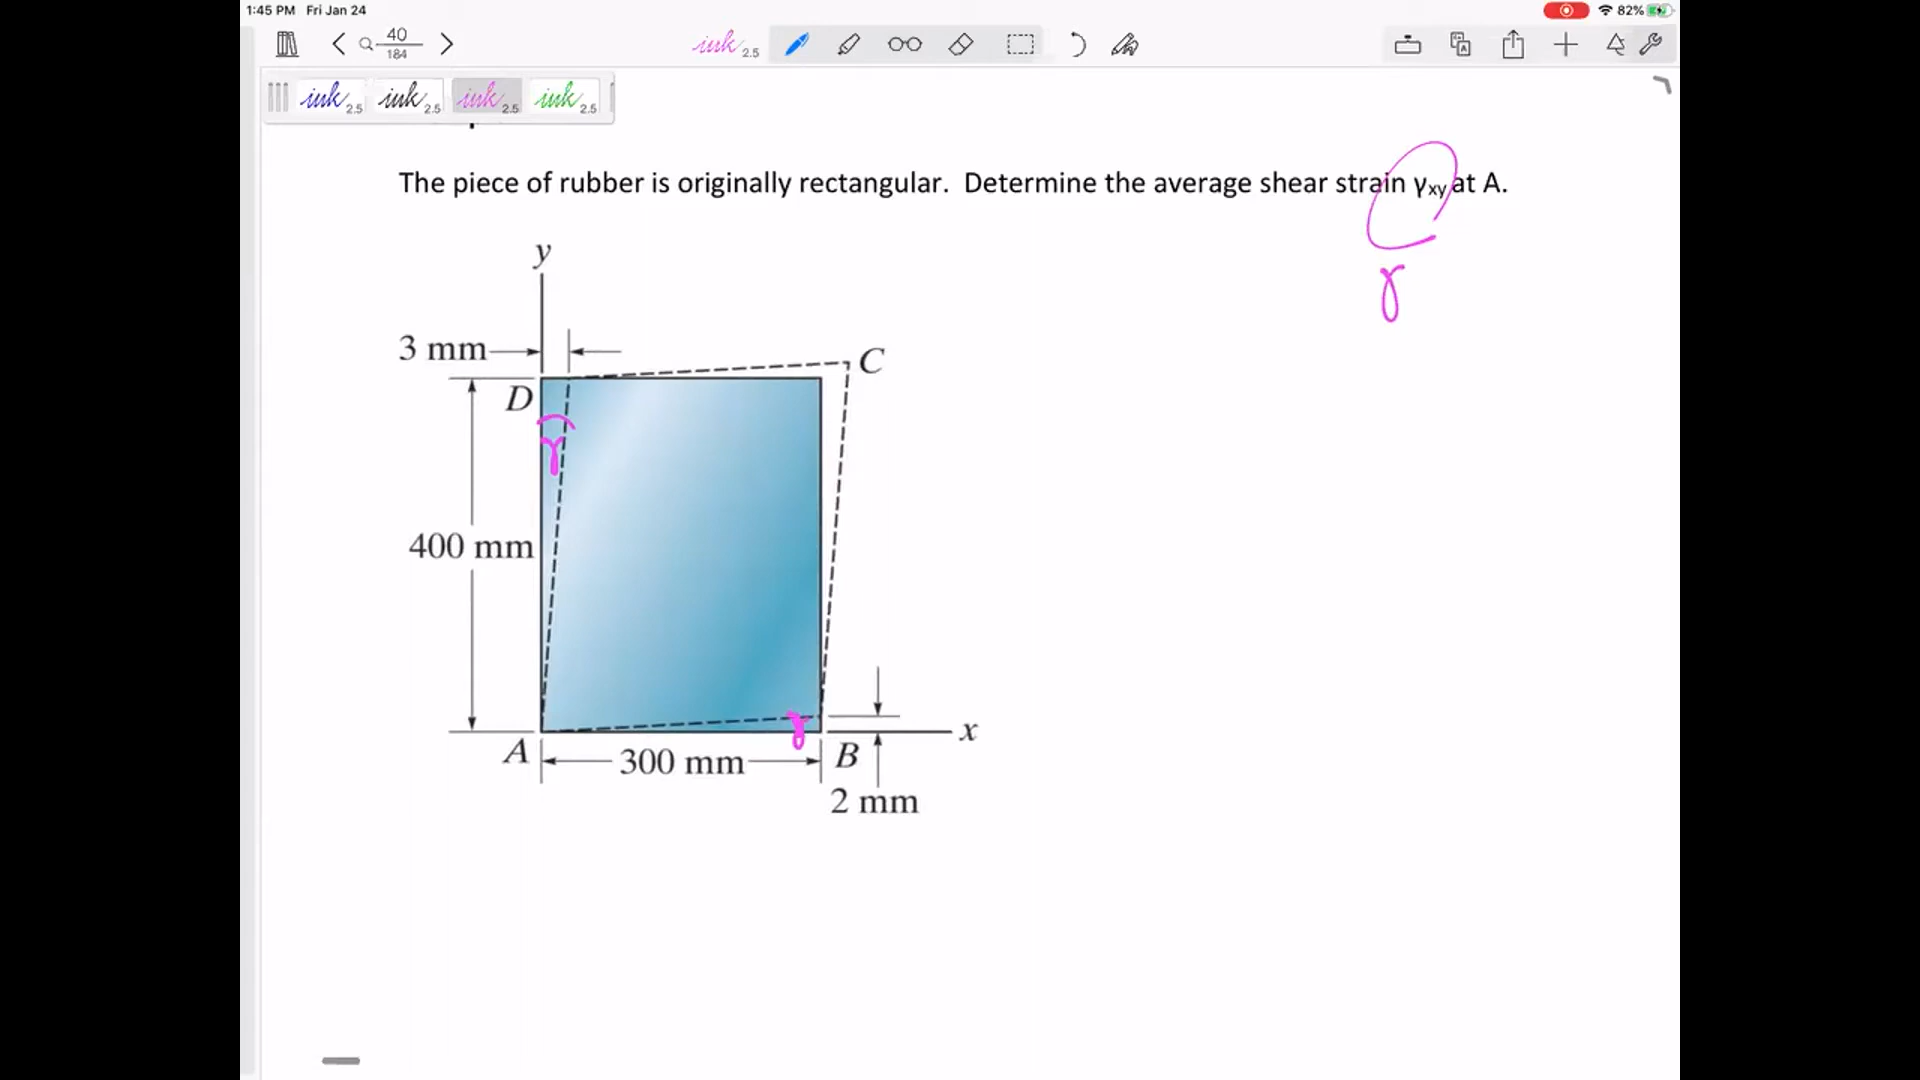 1:45 PM Fri Jan 24
82%
40
184
ink 2.5
ink 2.5 ink 2.5 ink 2.5 ink 2.5
The piece of rubber is originally rectangular. Determine the average shear strain γxy at A.
γ
y
3 mm
C
D
γ
400 mm
γ
x
A
300 mm
B
2 mm